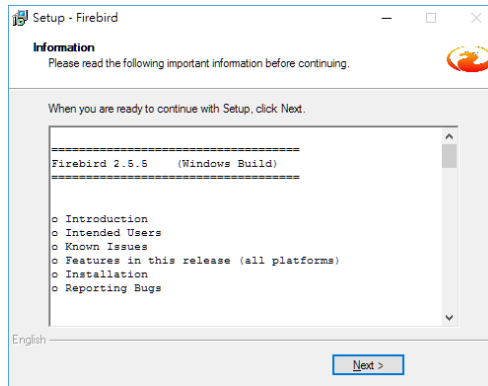 Setup - Firebird
Information
Please read the following important information before continuing.
When you are ready to continue with Setup, click Next.
====================================
Firebird 2.5.5 (Windows Build)
====================================
o Introduction
o Intended Users
o Known Issues
o Features in this release (all platforms)
o Installation
o Reporting Bugs
English
Next >